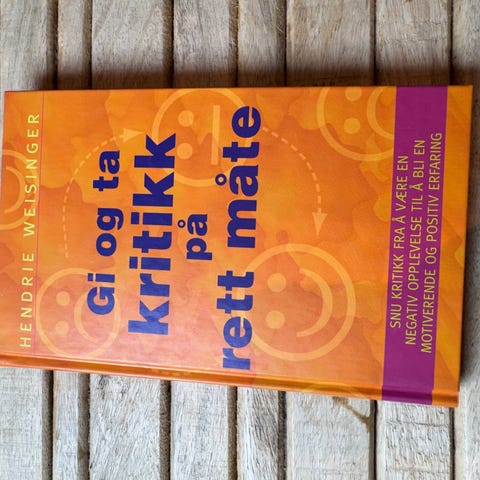 HENDRIE WEISINGER
Gi og ta
kritikk
på
rett måte
SNU KRITIKK FRA Å VÆRE EN
NEGATIV OPPLEVELSE TIL Å BLI EN
MOTIVERENDE OG POSITIV ERFARING